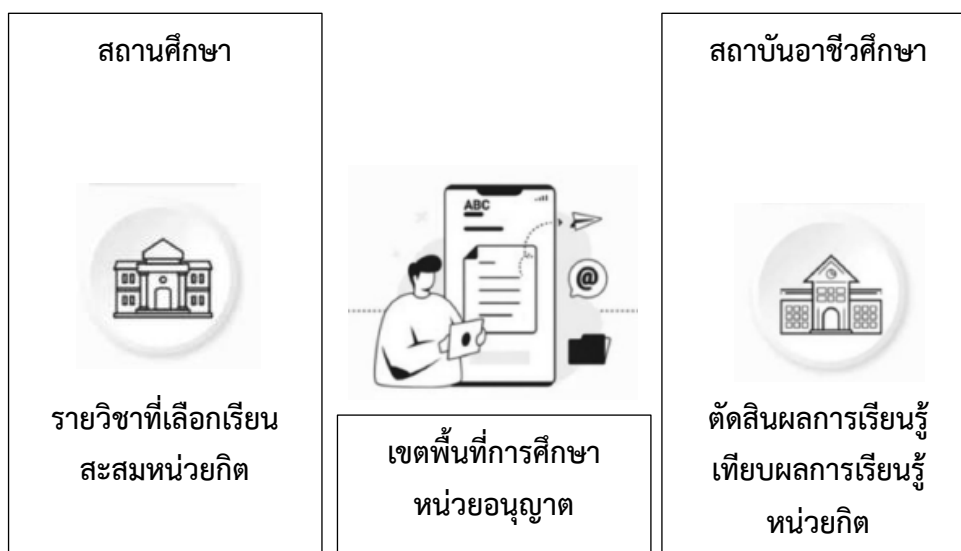 สถานศึกษา
รายวิชาที่เลือกเรียน
สะสมหน่วยกิต
ABC
@
เขตพื้นที่การศึกษา
หน่วยอนุญาต
สถาบันอาชีวศึกษา
ตัดสินผลการเรียนรู้
เทียบผลการเรียนรู้
หน่วยกิต